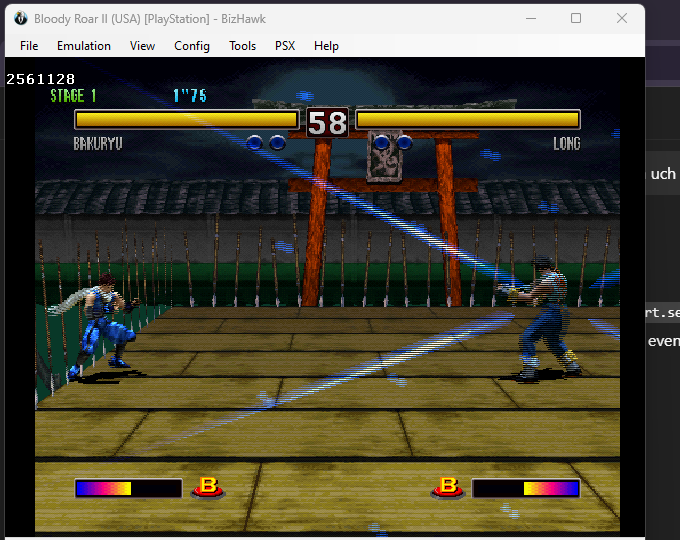 Bloody Roar II (USA) [PlayStation] - BizHawk
File Emulation View Config Tools PSX Help
2561128
STAGE 1 1"75
58
BAKURYU LONG
B B
uch
rt.se
even